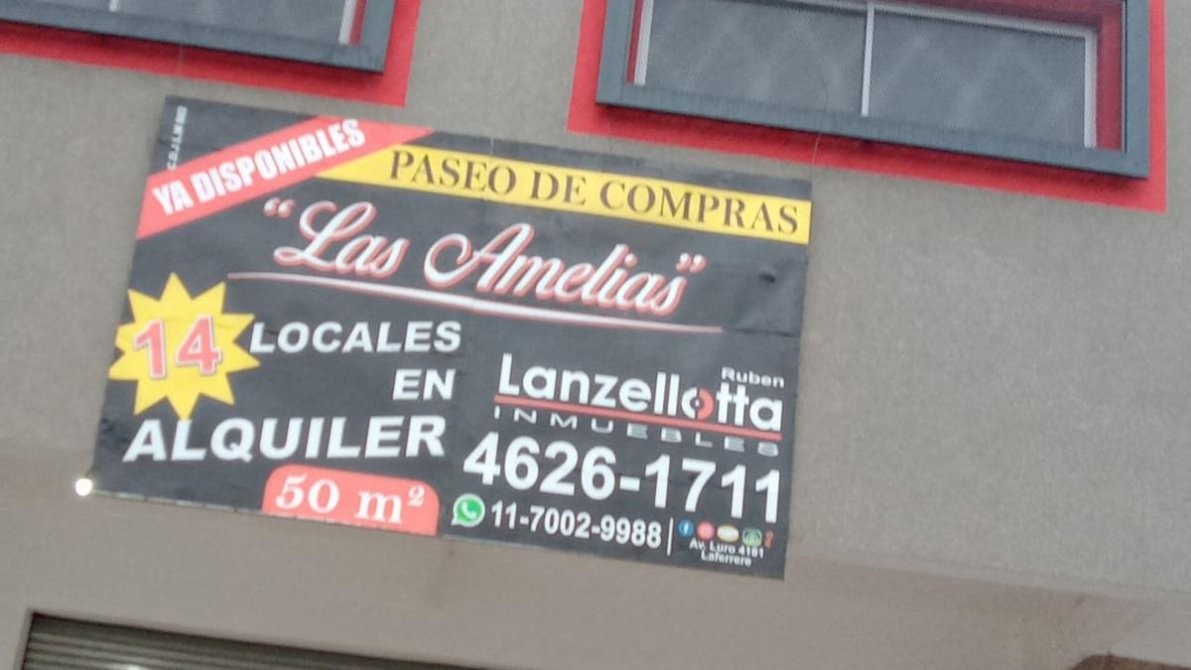 YA DISPONIBLES
PASEO DE COMPRAS
“Las Amelias”
14 LOCALES
EN
ALQUILER
50 m²
Ruben
Lanzellotta
INMUEBLES
4626-1711
11-7002-9988
Av. Luro 4181
Laferrere